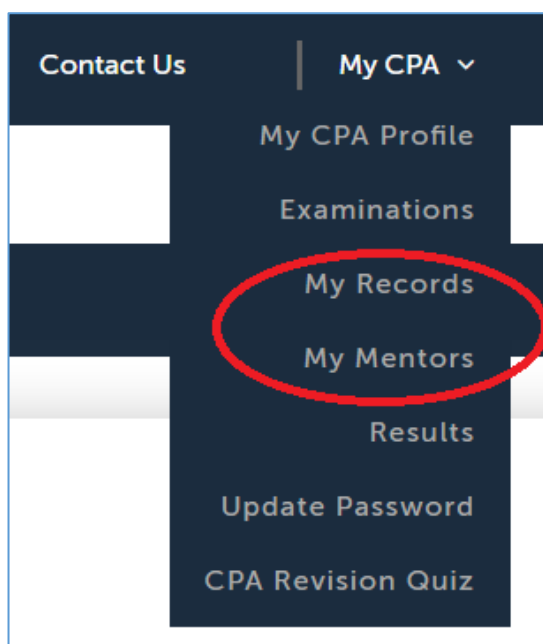 Contact Us
My CPA
My CPA Profile
Examinations
My Records
My Mentors
Results
Update Password
CPA Revision Quiz